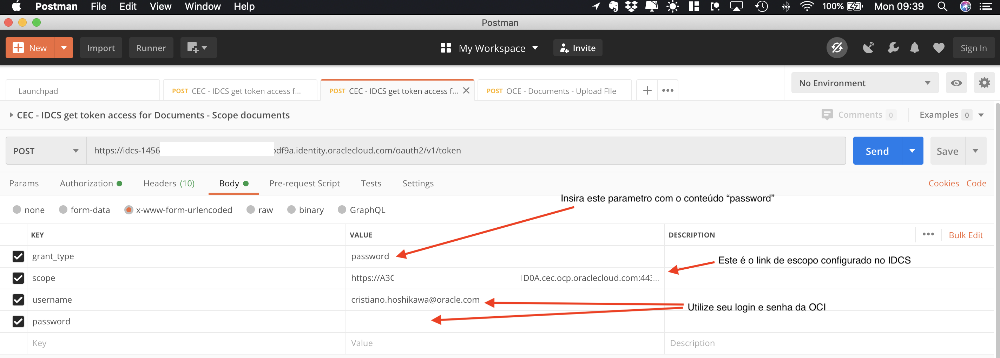 Postman File Edit View Window Help 100% Mon 09:39
Postman
New Import Runner My Workspace Invite Sign In
Launchpad POST CEC - IDCS get token access f... POST CEC - IDCS get token access f... POST OCE - Documents - Upload FIle No Environment
CEC - IDCS get token access for Documents - Scope documents Comments 0 Examples 0
POST https://idcs-1456 df9a.identity.oraclecloud.com/oauth2/v1/token Send Save
Params Authorization Headers (10) Body Pre-request Script Tests Settings Cookies Code
Insira este parametro com o conteúdo “password”
none form-data x-www-form-urlencoded raw binary GraphQL
KEY VALUE DESCRIPTION Bulk Edit
grant_type password
Este é o link de escopo configurado no IDCS
scope https://A3C D0A.cec.ocp.oraclecloud.com:443...
username cristiano.hoshikawa@oracle.com
Utilize seu login e senha da OCI
password
Key Value Description